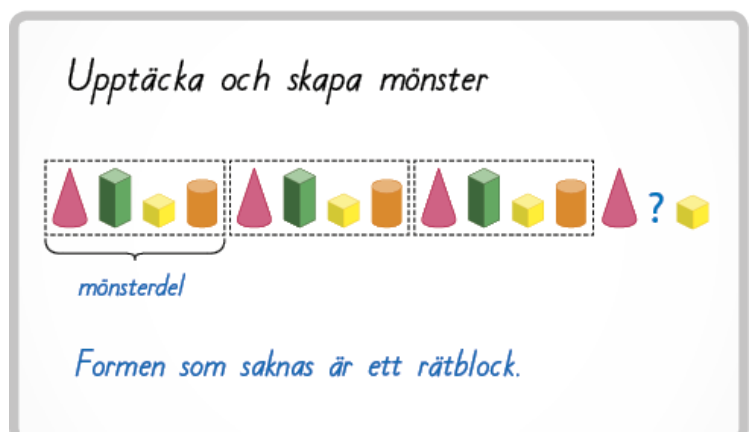 Upptäcka och skapa mönster
?
mönsterdel
Formen som saknas är ett rätblock.